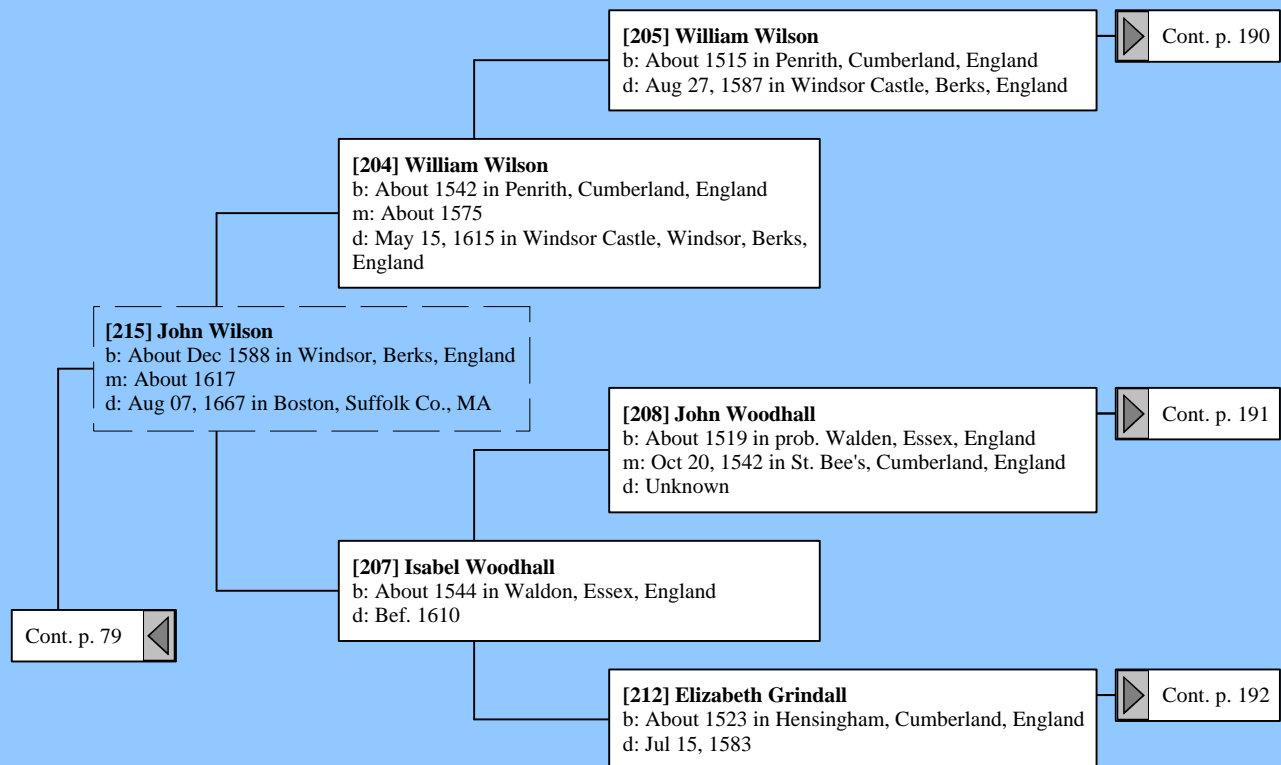 [205] William Wilson
b: About 1515 in Penrith, Cumberland, England
d: Aug 27, 1587 in Windsor Castle, Berks, England
Cont. p. 190
[204] William Wilson
b: About 1542 in Penrith, Cumberland, England
m: About 1575
d: May 15, 1615 in Windsor Castle, Windsor, Berks,
England
[215] John Wilson
b: About Dec 1588 in Windsor, Berks, England
m: About 1617
d: Aug 07, 1667 in Boston, Suffolk Co., MA
[208] John Woodhall
b: About 1519 in prob. Walden, Essex, England
m: Oct 20, 1542 in St. Bee's, Cumberland, England
d: Unknown
Cont. p. 191
[207] Isabel Woodhall
b: About 1544 in Waldon, Essex, England
d: Bef. 1610
Cont. p. 79
[212] Elizabeth Grindall
b: About 1523 in Hensingham, Cumberland, England
d: Jul 15, 1583
Cont. p. 192